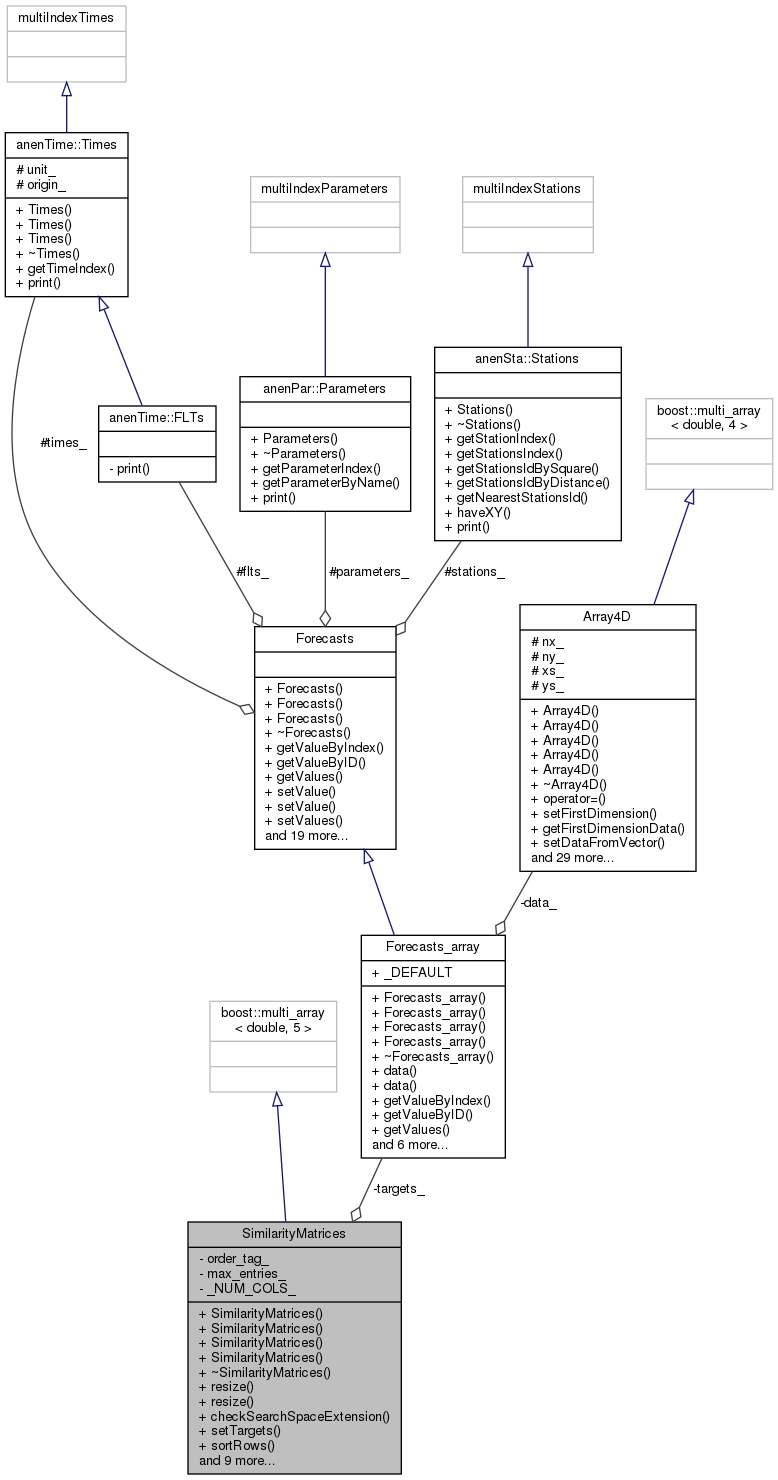 multiIndexTimes
anenTime::Times
# unit_
# origin_
+ Times()
+ Times()
+ Times()
+ ~Times()
+ getTimeIndex()
+ print()
multiIndexParameters
multiIndexStations
anenSta::Stations
+ Stations()
+ ~Stations()
+ getStationIndex()
+ getStationsIndex()
+ getStationsIdBySquare()
+ getStationsIdByDistance()
+ getNearestStationsId()
+ haveXY()
+ print()
anenPar::Parameters
+ Parameters()
+ ~Parameters()
+ getParameterIndex()
+ getParameterByName()
+ print()
anenTime::FLTs
- print()
boost::multi_array
< double, 4 >
#times_
#flts_
#parameters_
#stations_
Array4D
# nx_
# ny_
# xs_
# ys_
+ Array4D()
+ Array4D()
+ Array4D()
+ Array4D()
+ Array4D()
+ ~Array4D()
+ operator=()
+ setFirstDimension()
+ getFirstDimensionData()
+ setDataFromVector()
and 29 more...
Forecasts
+ Forecasts()
+ Forecasts()
+ Forecasts()
+ ~Forecasts()
+ getValueByIndex()
+ getValueByID()
+ getValues()
+ setValue()
+ setValue()
+ setValues()
and 19 more...
-data_
Forecasts_array
+ _DEFAULT
+ Forecasts_array()
+ Forecasts_array()
+ Forecasts_array()
+ Forecasts_array()
+ ~Forecasts_array()
+ data()
+ data()
+ getValueByIndex()
+ getValueByID()
+ getValues()
and 6 more...
boost::multi_array
< double, 5 >
-targets_
SimilarityMatrices
- order_tag_
- max_entries_
- _NUM_COLS_
+ SimilarityMatrices()
+ SimilarityMatrices()
+ SimilarityMatrices()
+ SimilarityMatrices()
+ ~SimilarityMatrices()
+ resize()
+ resize()
+ checkSearchSpaceExtension()
+ setTargets()
+ sortRows()
and 9 more...